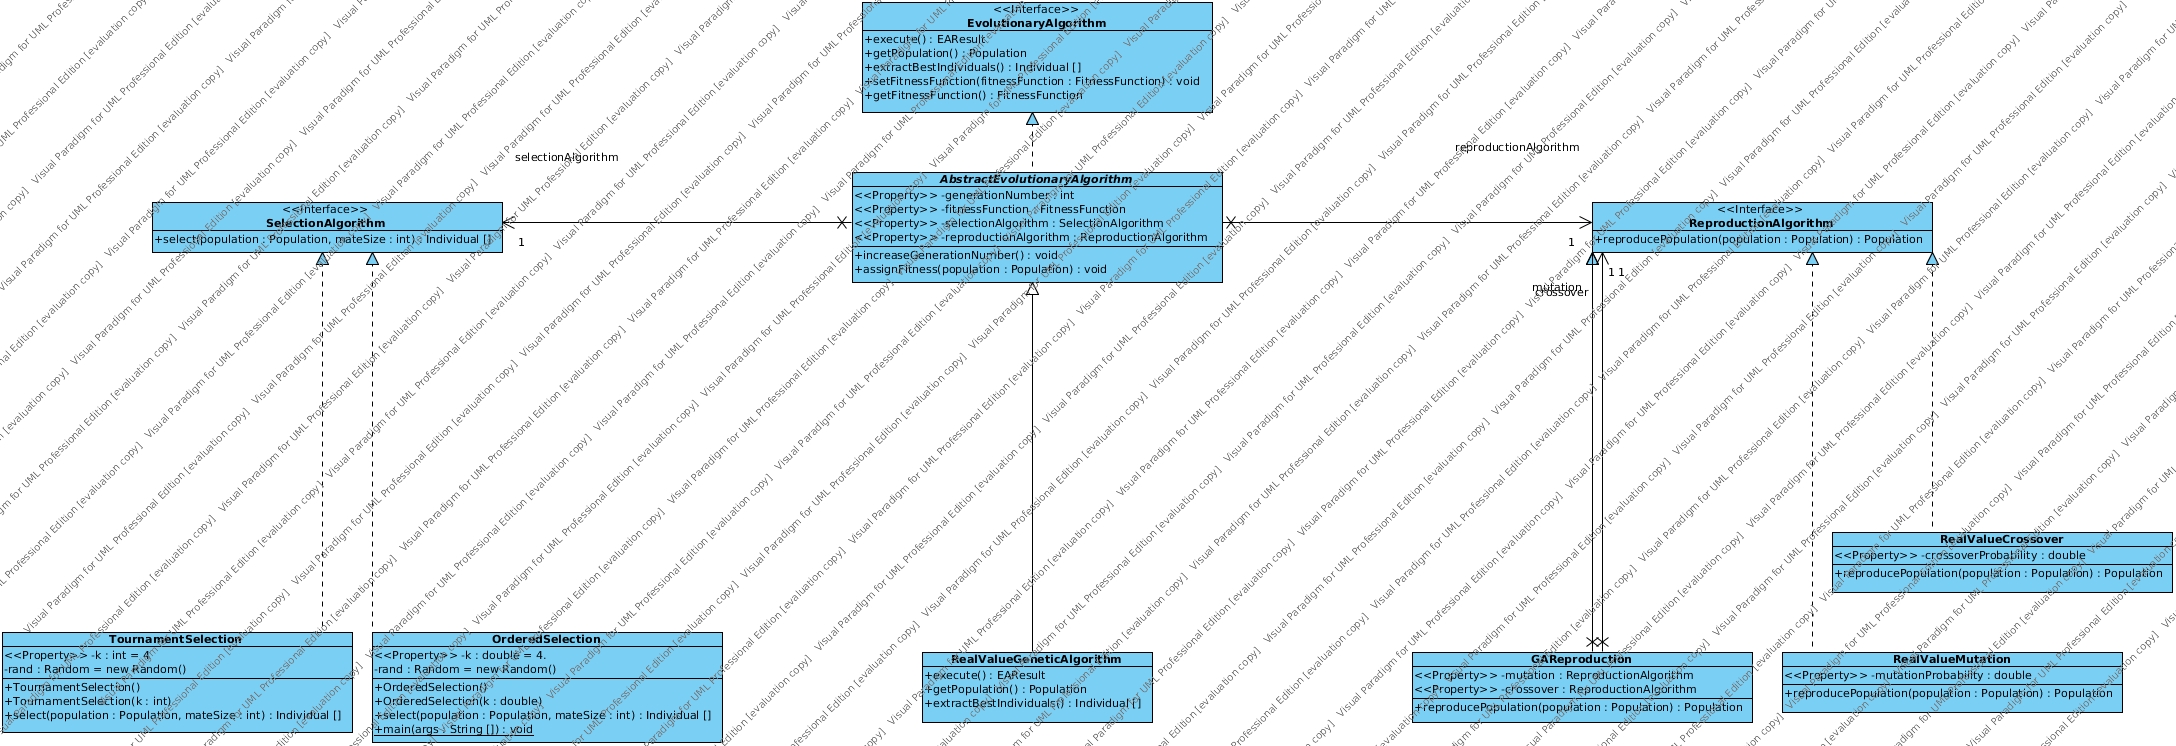 <<Interface>>
EvolutionaryAlgorithm
+execute() : EAResult
+getPopulation() : Population
+extractBestIndividuals() : Individual []
+setFitnessFunction(fitnessFunction : FitnessFunction) : void
+getFitnessFunction() : FitnessFunction
selectionAlgorithm
reproductionAlgorithm
<<Interface>>
SelectionAlgorithm
+select(population : Population, mateSize : int) : Individual []
1
AbstractEvolutionaryAlgorithm
<<Property>> -generationNumber : int
<<Property>> -fitnessFunction : FitnessFunction
<<Property>> -selectionAlgorithm : SelectionAlgorithm
<<Property>> -reproductionAlgorithm : ReproductionAlgorithm
+increaseGenerationNumber() : void
+assignFitness(population : Population) : void
<<Interface>>
ReproductionAlgorithm
+reproducePopulation(population : Population) : Population
1
1 1
mutation
crossover
RealValueCrossover
<<Property>> -crossoverProbability : double
+reproducePopulation(population : Population) : Population
TournamentSelection
<<Property>> -k : int = 4
-rand : Random = new Random()
+TournamentSelection()
+TournamentSelection(k : int)
+select(population : Population, mateSize : int) : Individual []
OrderedSelection
<<Property>> -k : double = 4.
-rand : Random = new Random()
+OrderedSelection()
+OrderedSelection(k : double)
+select(population : Population, mateSize : int) : Individual []
+main(args : String []) : void
RealValueGeneticAlgorithm
+execute() : EAResult
+getPopulation() : Population
+extractBestIndividuals() : Individual []
GAReproduction
<<Property>> -mutation : ReproductionAlgorithm
<<Property>> -crossover : ReproductionAlgorithm
+reproducePopulation(population : Population) : Population
RealValueMutation
<<Property>> -mutationProbability : double
+reproducePopulation(population : Population) : Population
Visual Paradigm for UML Professional Edition [evaluation copy]